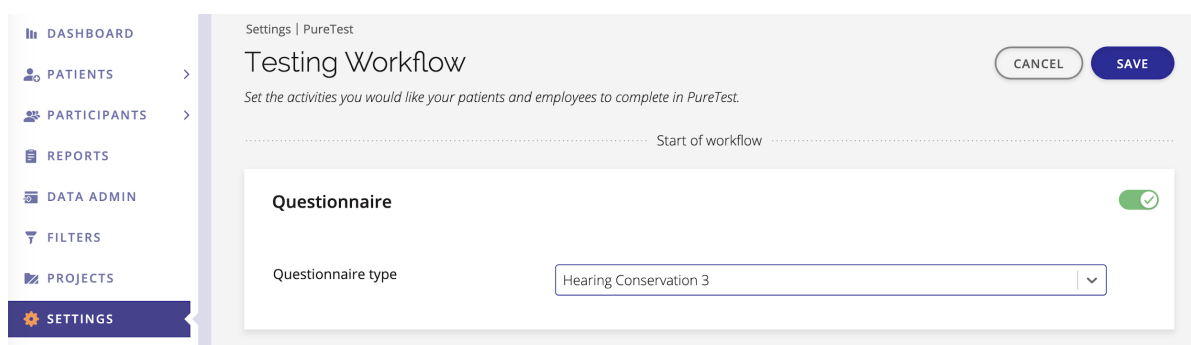 DASHBOARD
PATIENTS
PARTICIPANTS
REPORTS
DATA ADMIN
FILTERS
PROJECTS
SETTINGS
Settings | PureTest
Testing Workflow
CANCEL
SAVE
Set the activities you would like your patients and employees to complete in PureTest.
Start of workflow
Questionnaire
Questionnaire type
Hearing Conservation 3